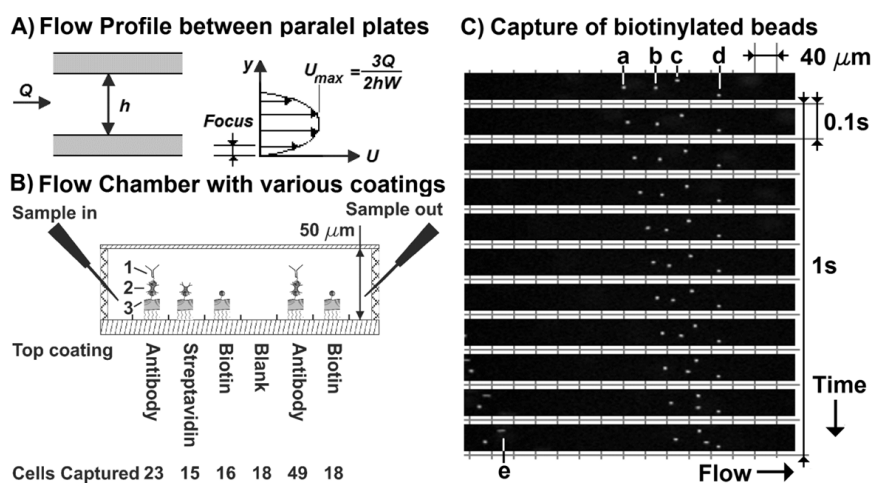 A) Flow Profile between paralel plates
Q
h
y
Umax = 3Q
2hW
Focus
U
B) Flow Chamber with various coatings
Sample in
Sample out
50 μm
1
2
3
Top coating
Antibody
Streptavidin
Biotin
Blank
Antibody
Biotin
Cells Captured 23 15 16 18 49 18
C) Capture of biotinylated beads
a b c d
40 μm
0.1s
1s
Time
e
Flow